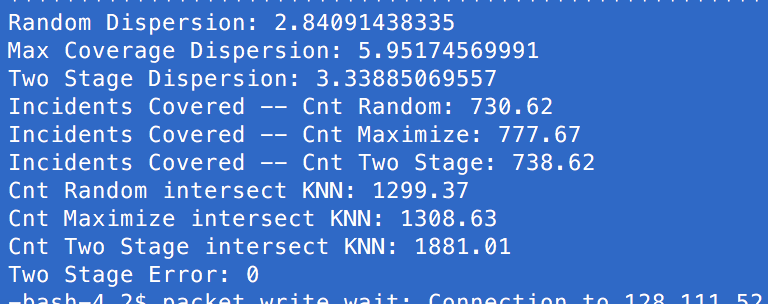 Random Dispersion: 2.84091438335
Max Coverage Dispersion: 5.95174569991
Two Stage Dispersion: 3.33885069557
Incidents Covered -- Cnt Random: 730.62
Incidents Covered -- Cnt Maximize: 777.67
Incidents Covered -- Cnt Two Stage: 738.62
Cnt Random intersect KNN: 1299.37
Cnt Maximize intersect KNN: 1308.63
Cnt Two Stage intersect KNN: 1881.01
Two Stage Error: 0
-bash-4.2$ packet_write_wait: Connection to 128.111.52